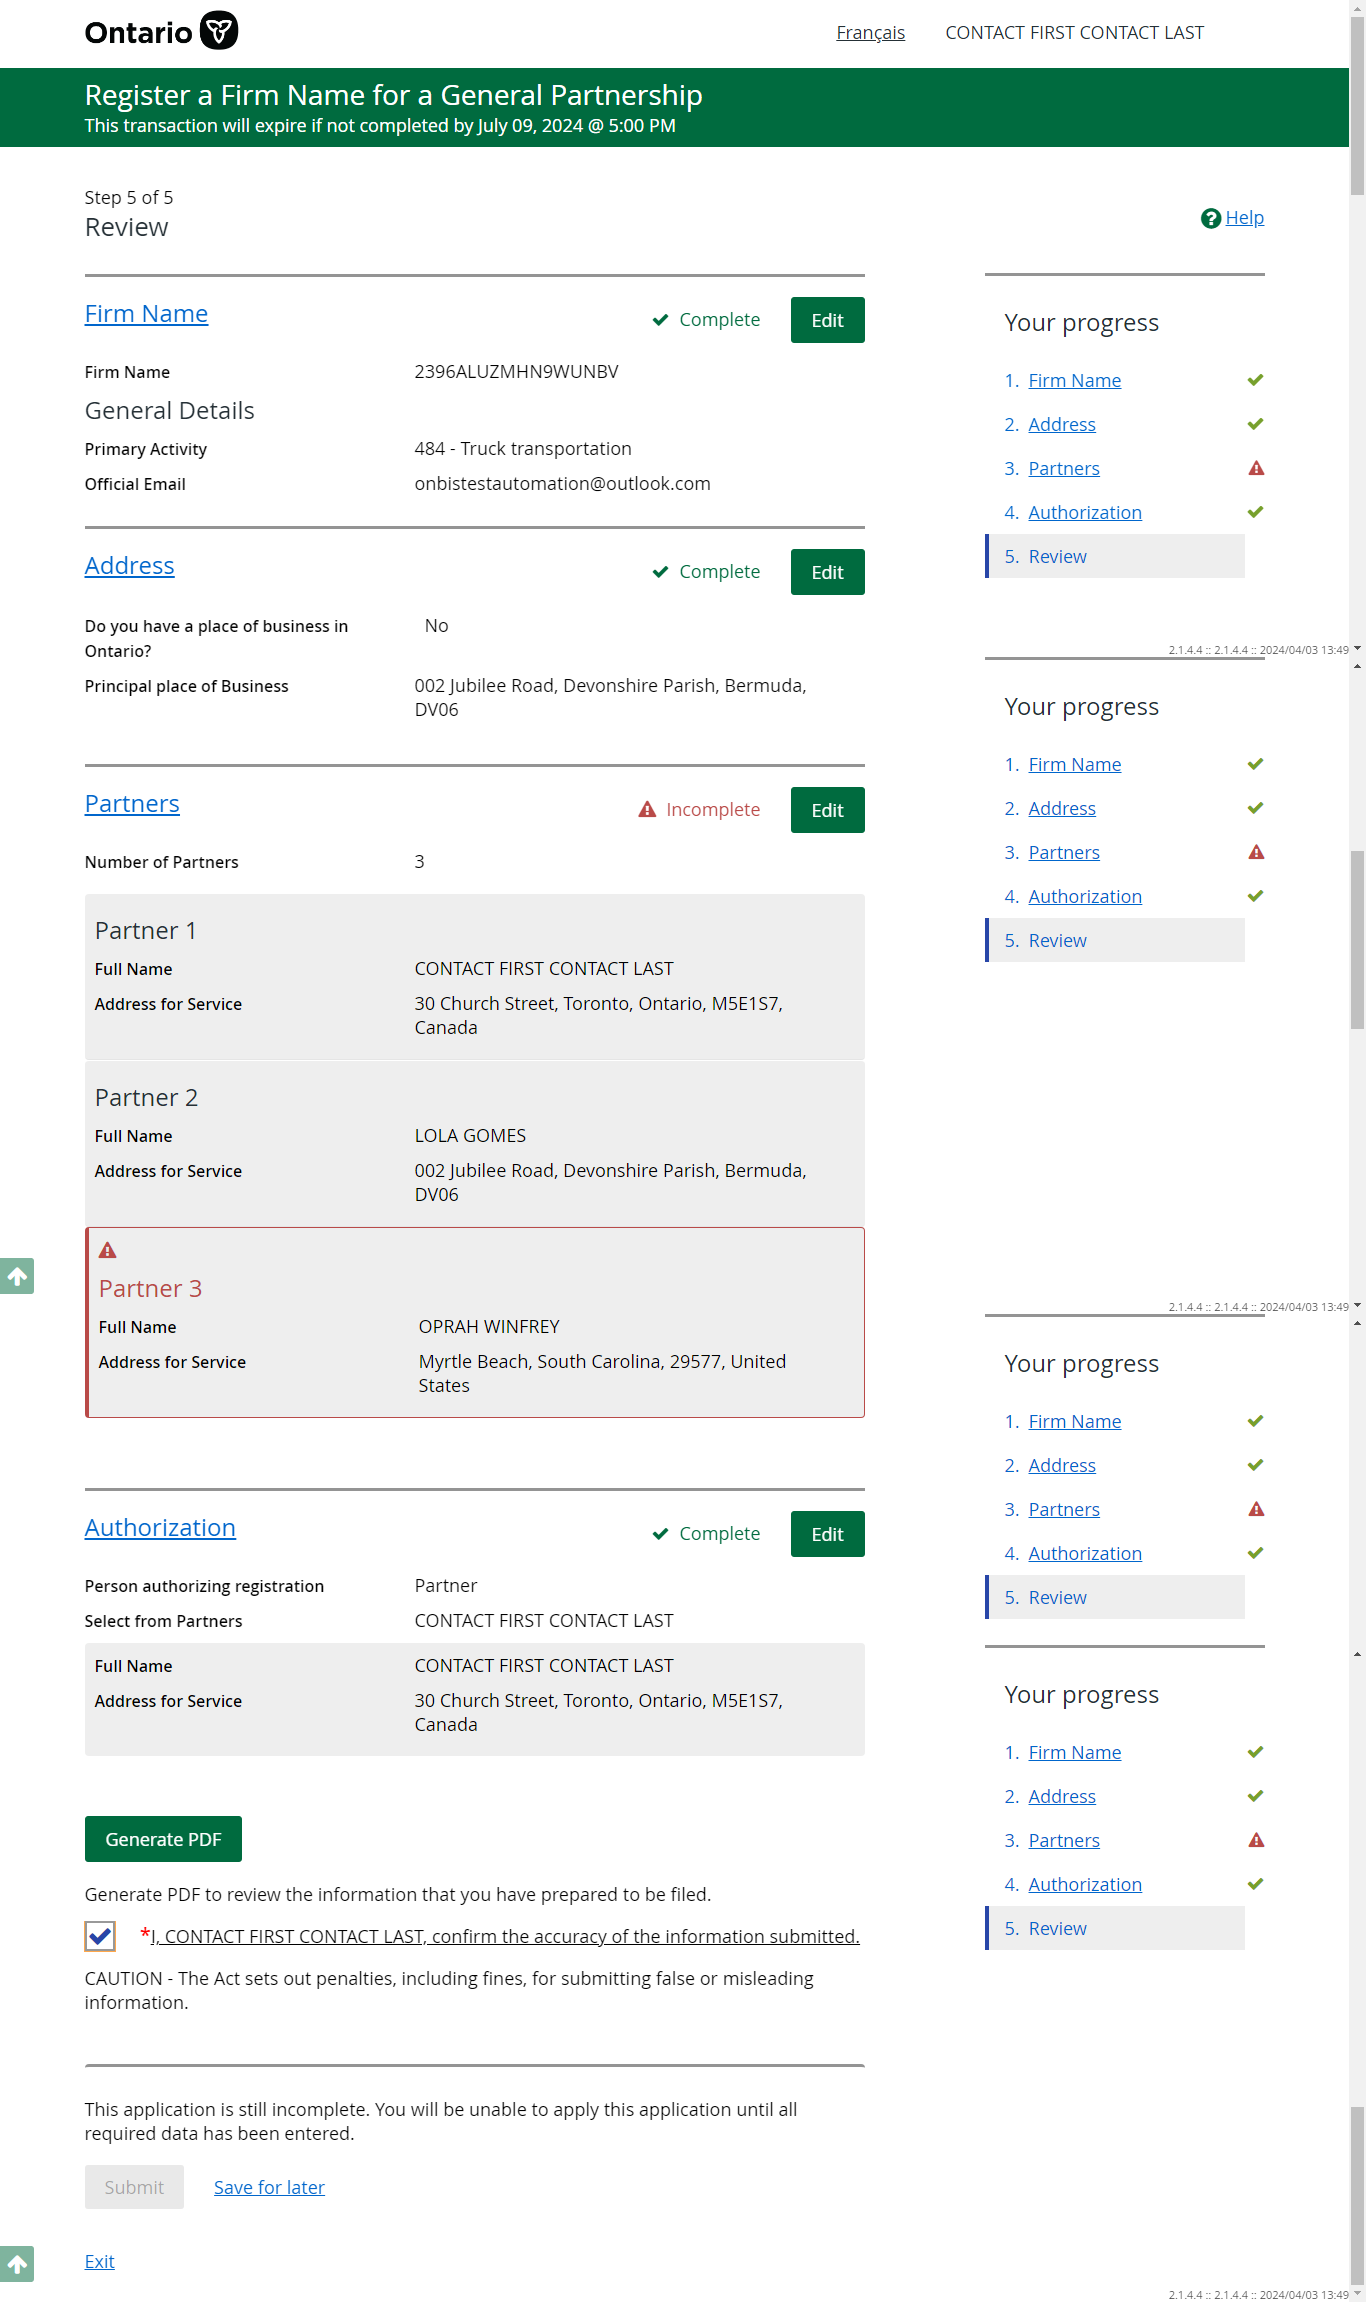 Ontario
Français
CONTACT FIRST CONTACT LAST
Register a Firm Name for a General Partnership
This transaction will expire if not completed by July 09, 2024 @ 5:00 PM
Step 5 of 5
Review
Help
Firm Name
Complete
Edit
Firm Name
2396ALUZMHN9WUNBV
General Details
Primary Activity
484 - Truck transportation
Official Email
onbistestautomation@outlook.com
Your progress
1. Firm Name
2. Address
3. Partners
4. Authorization
5. Review
Address
Complete
Edit
Do you have a place of business in
Ontario?
No
Principal place of Business
002 Jubilee Road, Devonshire Parish, Bermuda,
DV06
2.1.4.4 :: 2.1.4.4 :: 2024/04/03 13:49
Your progress
1. Firm Name
2. Address
3. Partners
4. Authorization
5. Review
Partners
Incomplete
Edit
Number of Partners
3
Partner 1
Full Name
CONTACT FIRST CONTACT LAST
Address for Service
30 Church Street, Toronto, Ontario, M5E1S7,
Canada
Partner 2
Full Name
LOLA GOMES
Address for Service
002 Jubilee Road, Devonshire Parish, Bermuda,
DV06
Partner 3
Full Name
OPRAH WINFREY
Address for Service
Myrtle Beach, South Carolina, 29577, United
States
2.1.4.4 :: 2.1.4.4 :: 2024/04/03 13:49
Your progress
1. Firm Name
2. Address
3. Partners
4. Authorization
5. Review
Authorization
Complete
Edit
Person authorizing registration
Partner
Select from Partners
CONTACT FIRST CONTACT LAST
Full Name
CONTACT FIRST CONTACT LAST
Address for Service
30 Church Street, Toronto, Ontario, M5E1S7,
Canada
Your progress
1. Firm Name
2. Address
3. Partners
4. Authorization
5. Review
Generate PDF
Generate PDF to review the information that you have prepared to be filed.
*I, CONTACT FIRST CONTACT LAST, confirm the accuracy of the information submitted.
CAUTION - The Act sets out penalties, including fines, for submitting false or misleading
information.
This application is still incomplete. You will be unable to apply this application until all
required data has been entered.
Submit
Save for later
Exit
2.1.4.4 :: 2.1.4.4 :: 2024/04/03 13:49